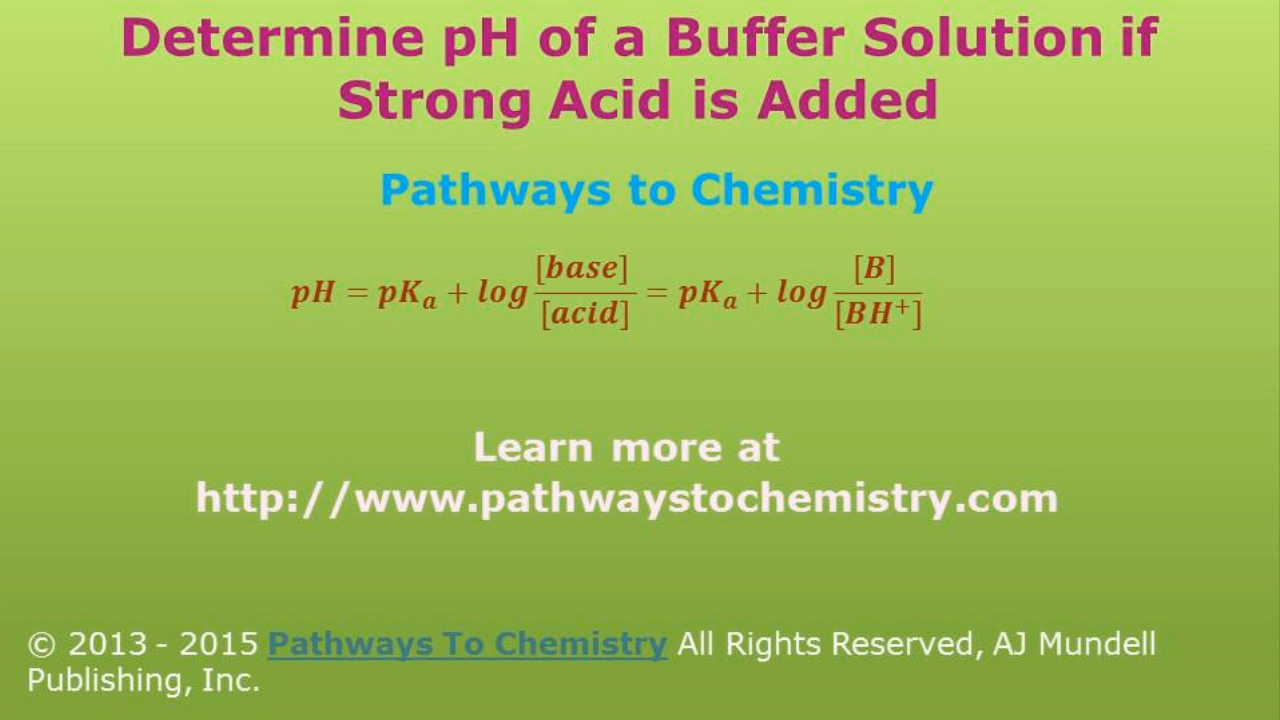 Determine pH of a Buffer Solution if
Strong Acid is Added
Pathways to Chemistry
pH = pKₐ + log [base]/[acid] = pKₐ + log [B]/[BH⁺]
Learn more at
http://www.pathwaystochemistry.com
© 2013 - 2015 Pathways To Chemistry All Rights Reserved, AJ Mundell
Publishing, Inc.